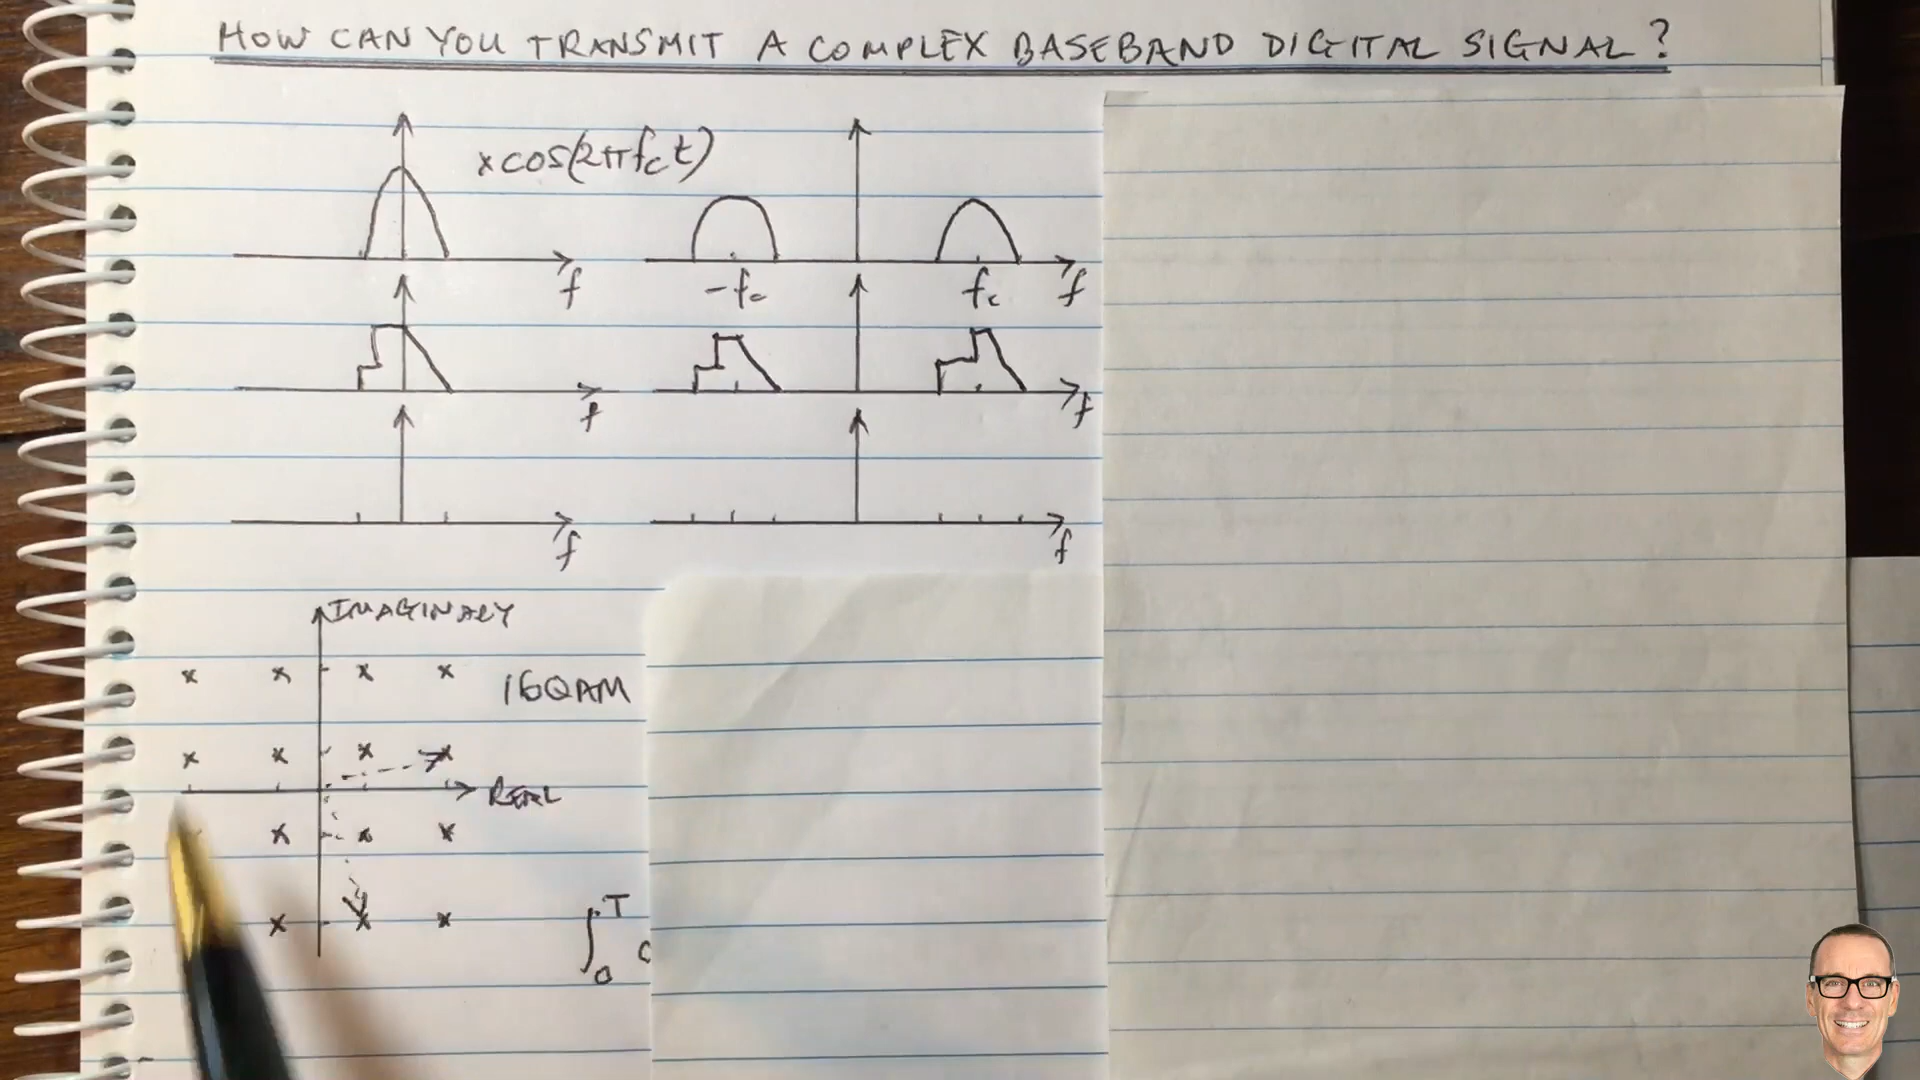 HOW CAN YOU TRANSMIT A COMPLEX BASEBAND DIGITAL SIGNAL?
x cos(2πfct)
f
-fc
fc
f
f
f
f
f
IMAGINARY
16QAM
REAL
∫0T